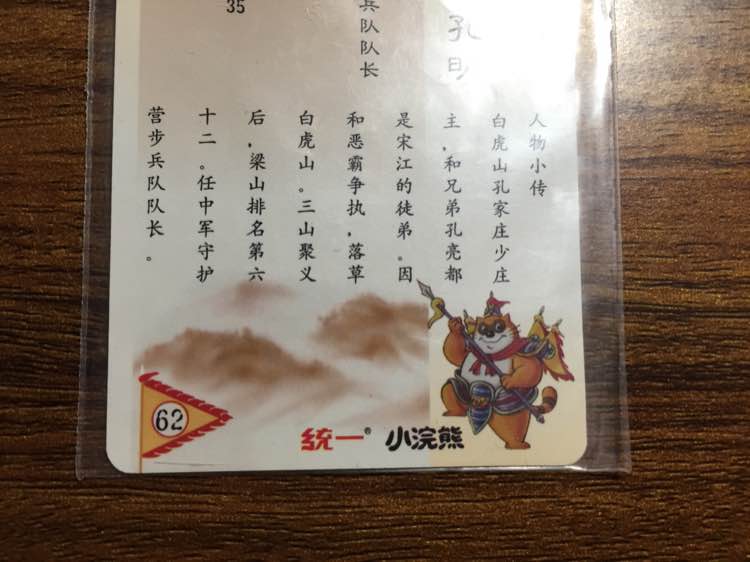 孔明
兵队队长
35
人物小传
白虎山孔家庄少庄
主，和兄弟孔亮都
是宋江的徒弟。因
和恶霸争执，落草
白虎山。三山聚义
后，梁山排名第六
十二。任中军守护
营步兵队队长。
62
统一® 小浣熊